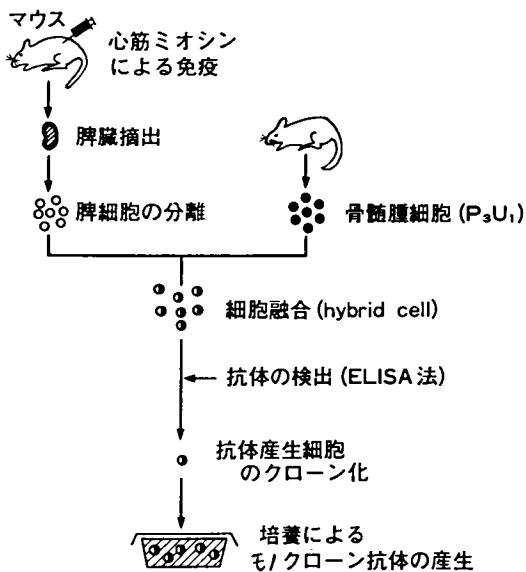 マウス
心筋ミオシン
による免疫
脾臓摘出
脾細胞の分離
骨髄腫細胞 (P₃U₁)
細胞融合 (hybrid cell)
抗体の検出 (ELISA法)
抗体産生細胞
のクローン化
培養による
モノクローン抗体の産生